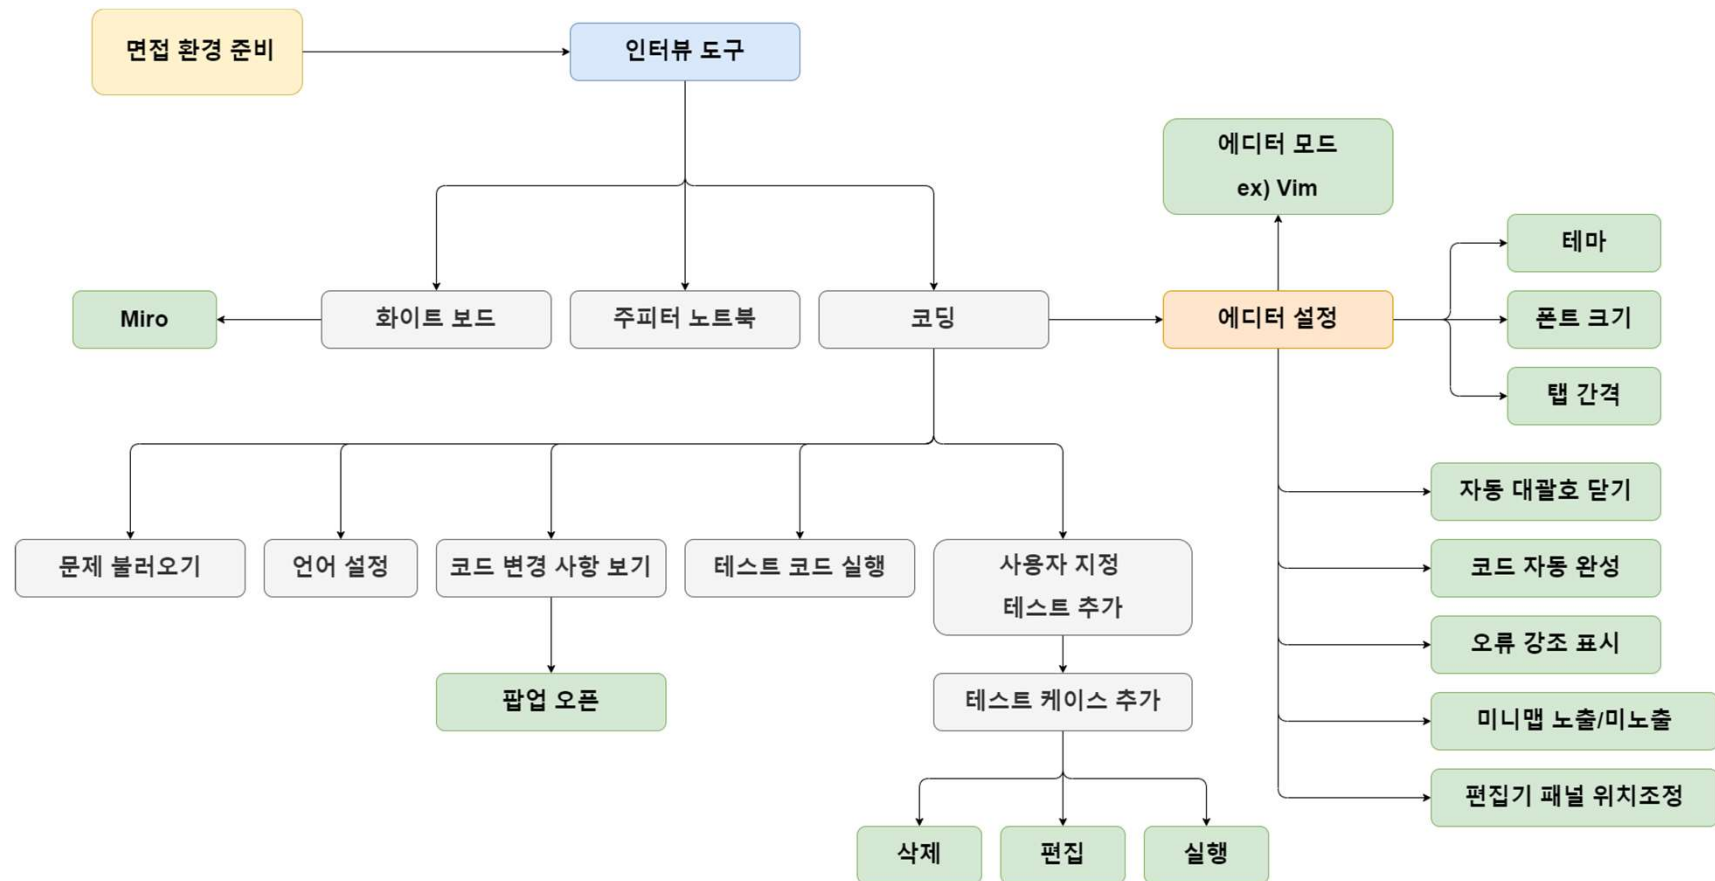 면접 환경 준비
인터뷰 도구
에디터 모드
ex) Vim
테마
Miro
화이트 보드
주피터 노트북
코딩
에디터 설정
폰트 크기
탭 간격
자동 대괄호 닫기
문제 불러오기
언어 설정
코드 변경 사항 보기
테스트 코드 실행
사용자 지정
테스트 추가
코드 자동 완성
오류 강조 표시
팝업 오픈
테스트 케이스 추가
미니맵 노출/미노출
편집기 패널 위치조정
삭제
편집
실행